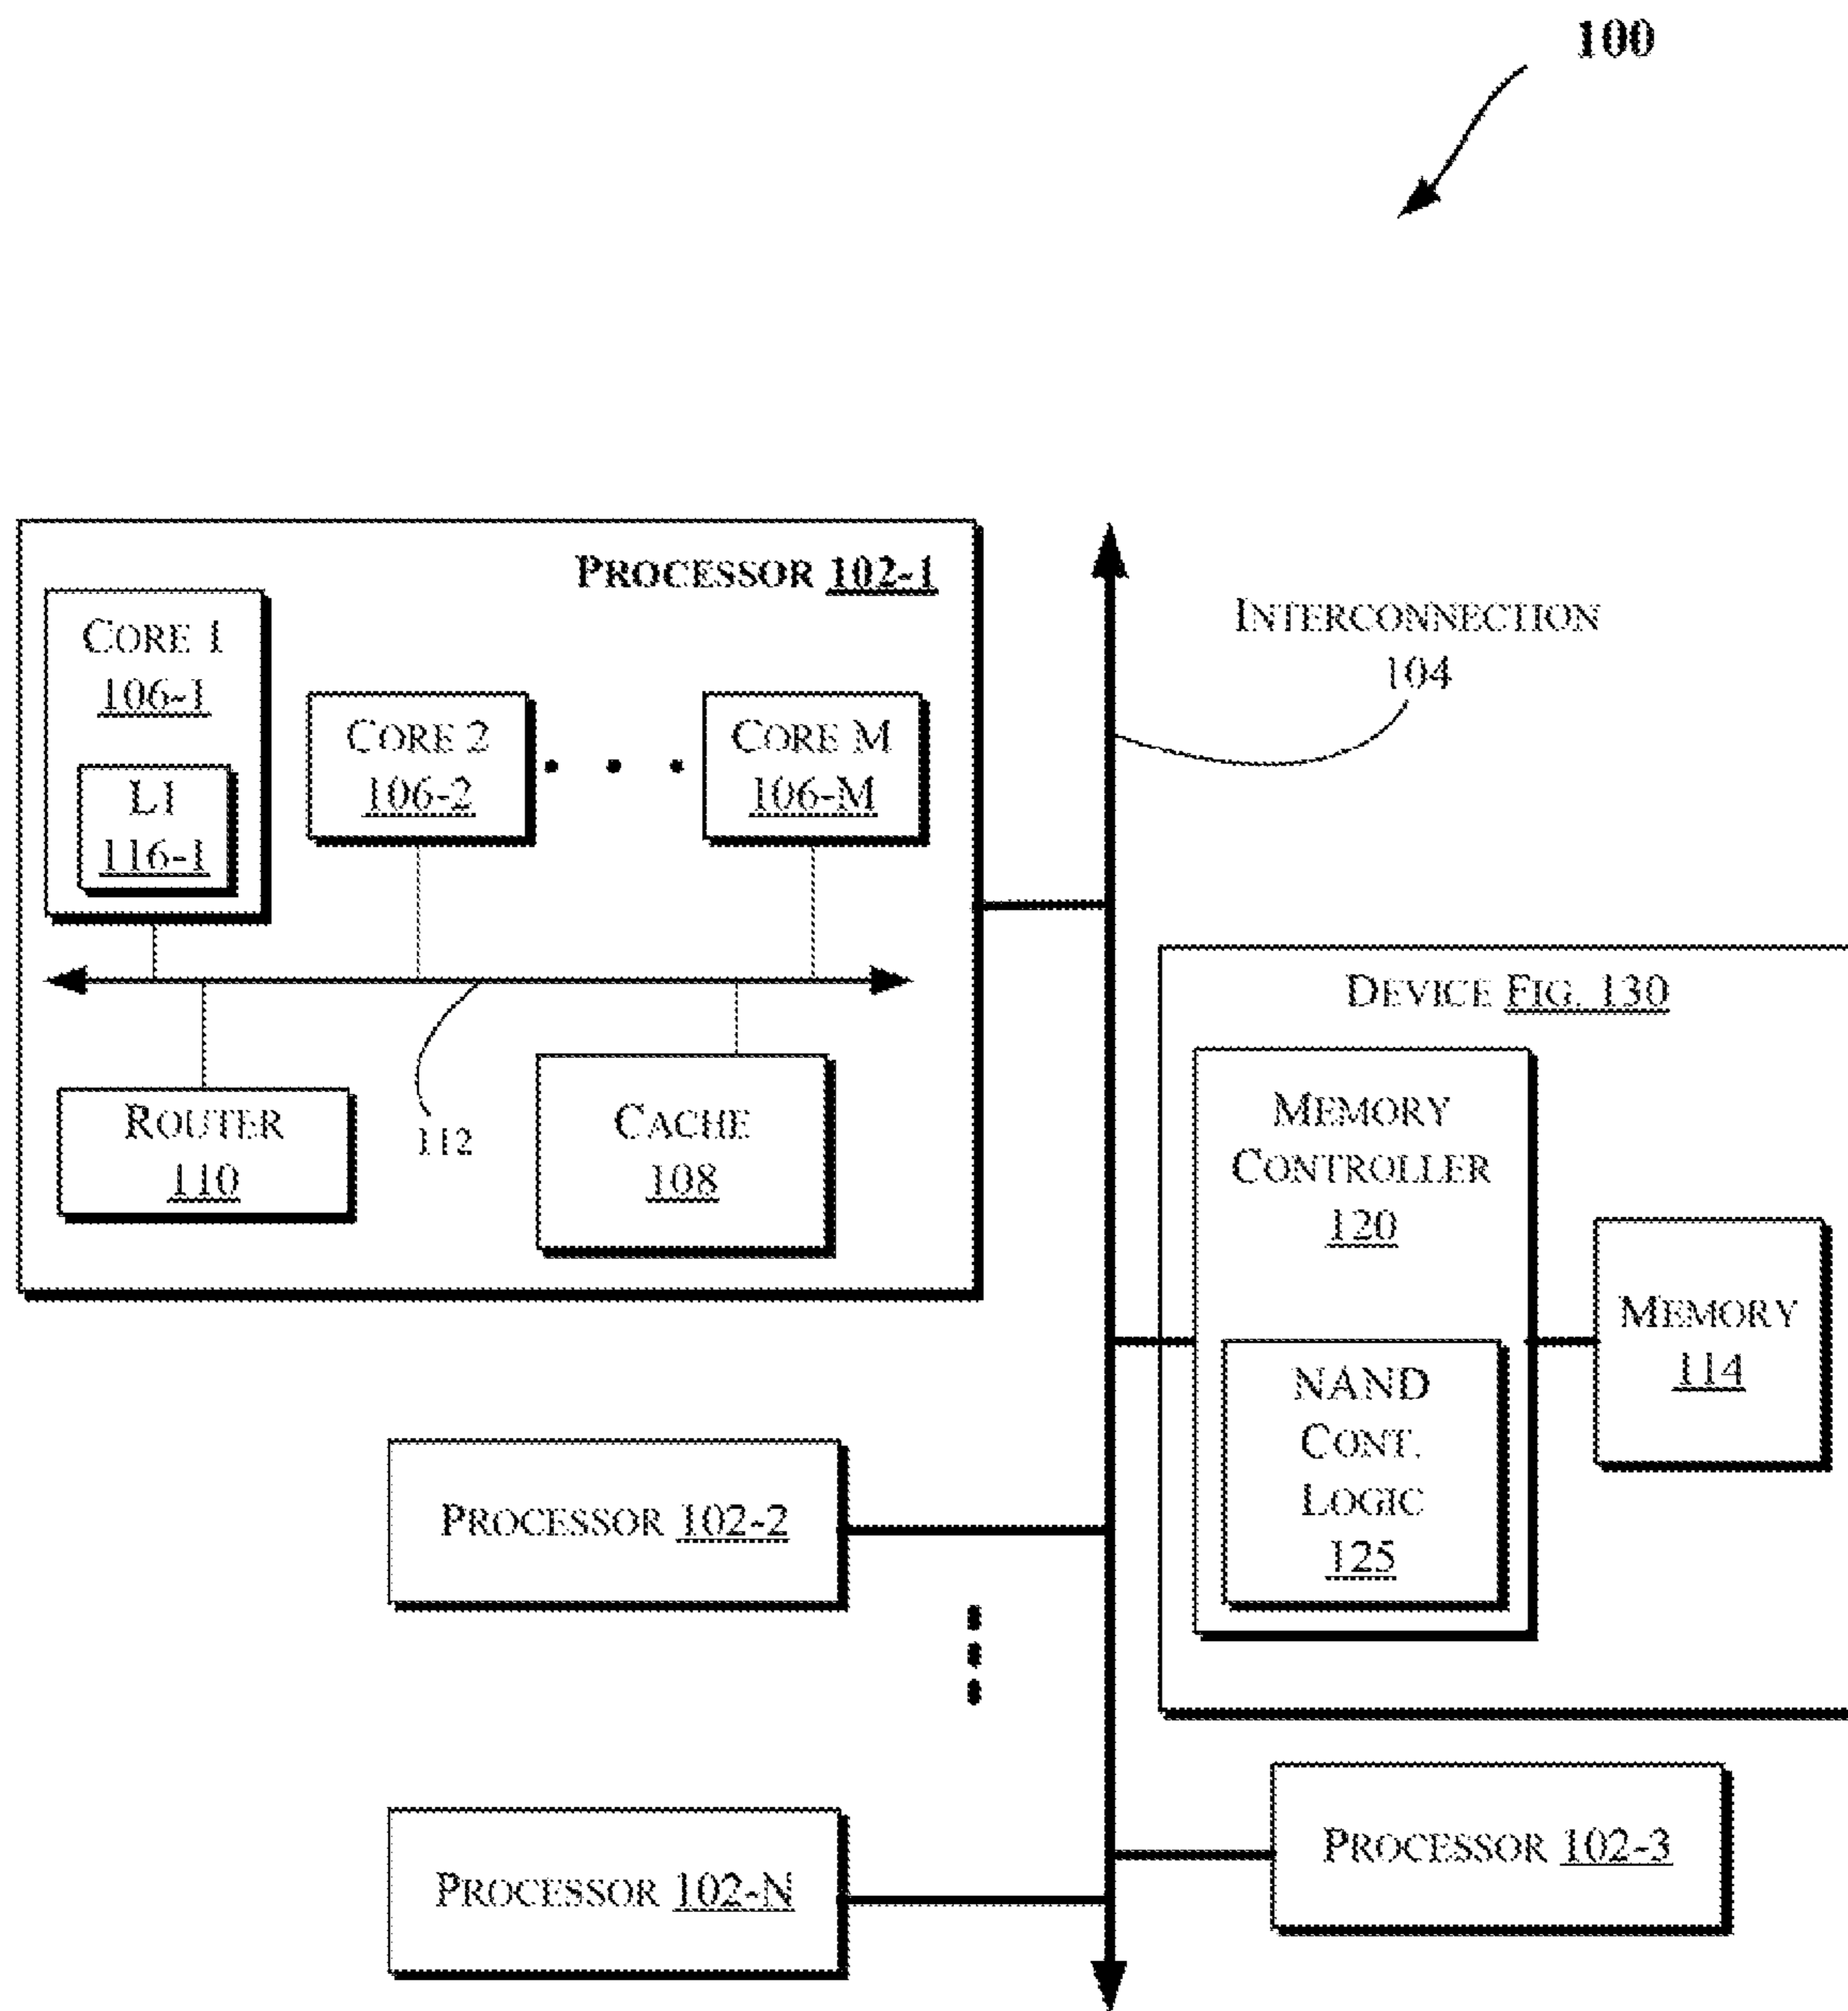 100
PROCESSOR 102-1
CORE 1
106-1
L1
116-1
CORE 2
106-2
CORE M
106-M
ROUTER
110
112
CACHE
108
INTERCONNECTION
104
DEVICE FIG. 130
MEMORY
CONTROLLER
120
NAND
CONT.
LOGIC
125
MEMORY
114
PROCESSOR 102-2
PROCESSOR 102-N
PROCESSOR 102-3